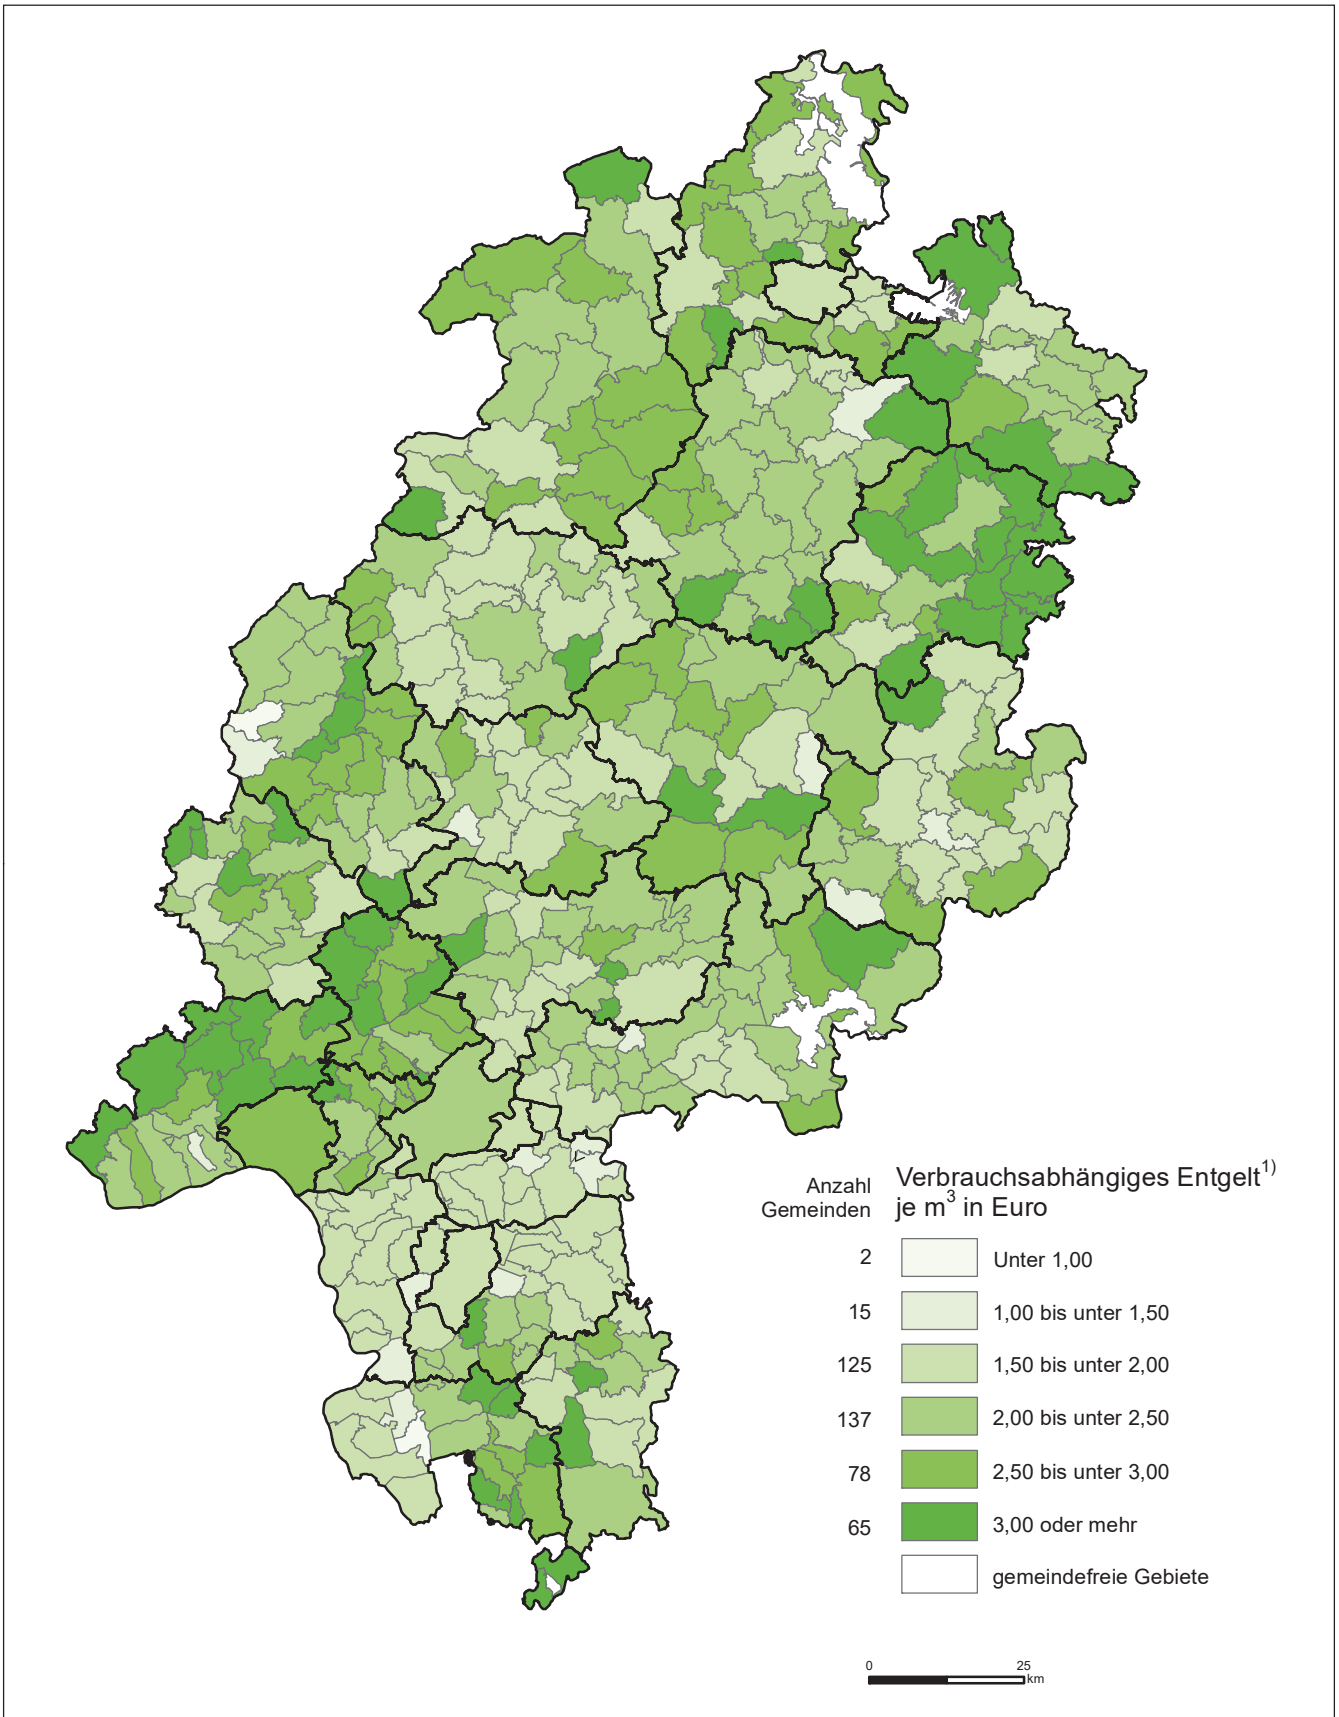 Anzahl
Gemeinden
Verbrauchsabhängiges Entgelt1)
je m3 in Euro
2 Unter 1,00
15 1,00 bis unter 1,50
125 1,50 bis unter 2,00
137 2,00 bis unter 2,50
78 2,50 bis unter 3,00
65 3,00 oder mehr
gemeindefreie Gebiete
0 25
km